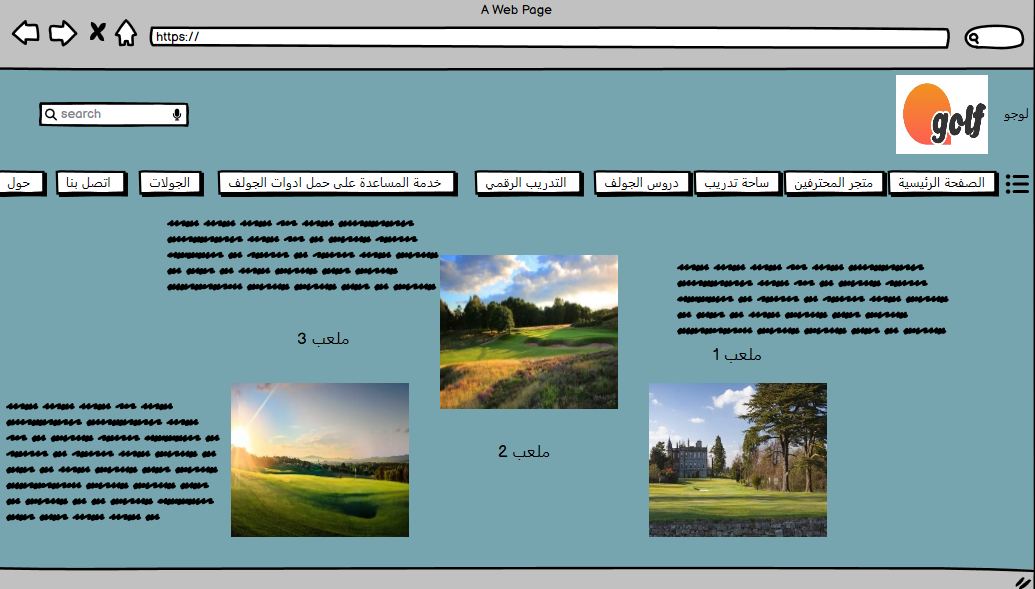 A Web Page
https://
search
golf
لوجو
الصفحة الرئيسية
متجر المحترفين
ساحة تدريب
دروس الجولف
التدريب الرقمي
خدمة المساعدة على حمل ادوات الجولف
الجولات
اتصل بنا
حول
ملعب 3
ملعب 1
ملعب 2